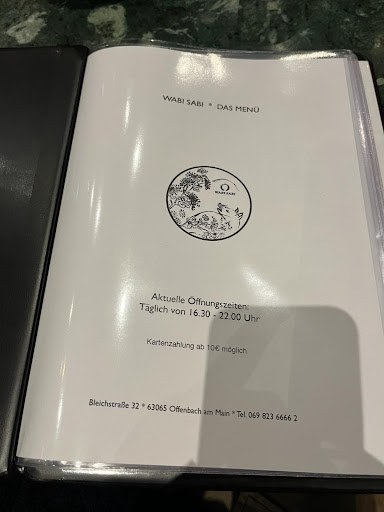 WABI SABI * DAS MENÜ
WABI SABI
Aktuelle Öffnungszeiten:
Täglich von 16.30 - 22.00 Uhr
Kartenzahlung ab 10€ möglich.
Bleichstraße 32 * 63065 Offenbach am Main * Tel. 069 823 6666 2